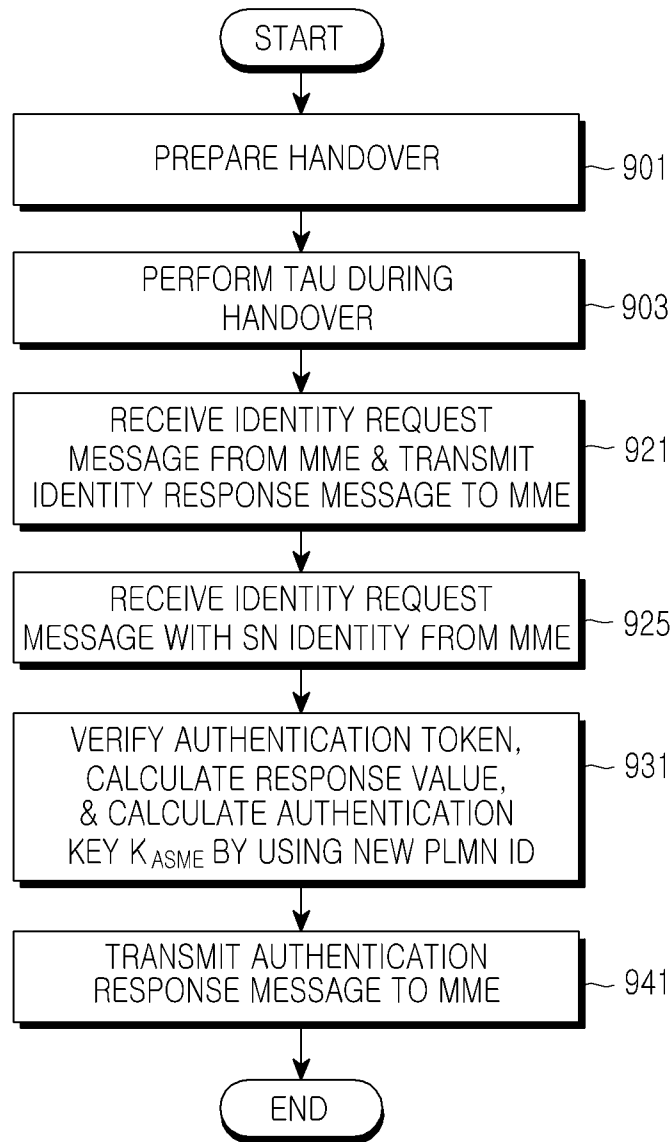 START
PREPARE HANDOVER
901
PERFORM TAU DURING
HANDOVER
903
RECEIVE IDENTITY REQUEST
MESSAGE FROM MME & TRANSMIT
IDENTITY RESPONSE MESSAGE TO MME
921
RECEIVE IDENTITY REQUEST
MESSAGE WITH SN IDENTITY FROM MME
925
VERIFY AUTHENTICATION TOKEN,
CALCULATE RESPONSE VALUE,
& CALCULATE AUTHENTICATION
KEY KASME BY USING NEW PLMN ID
931
TRANSMIT AUTHENTICATION
RESPONSE MESSAGE TO MME
941
END